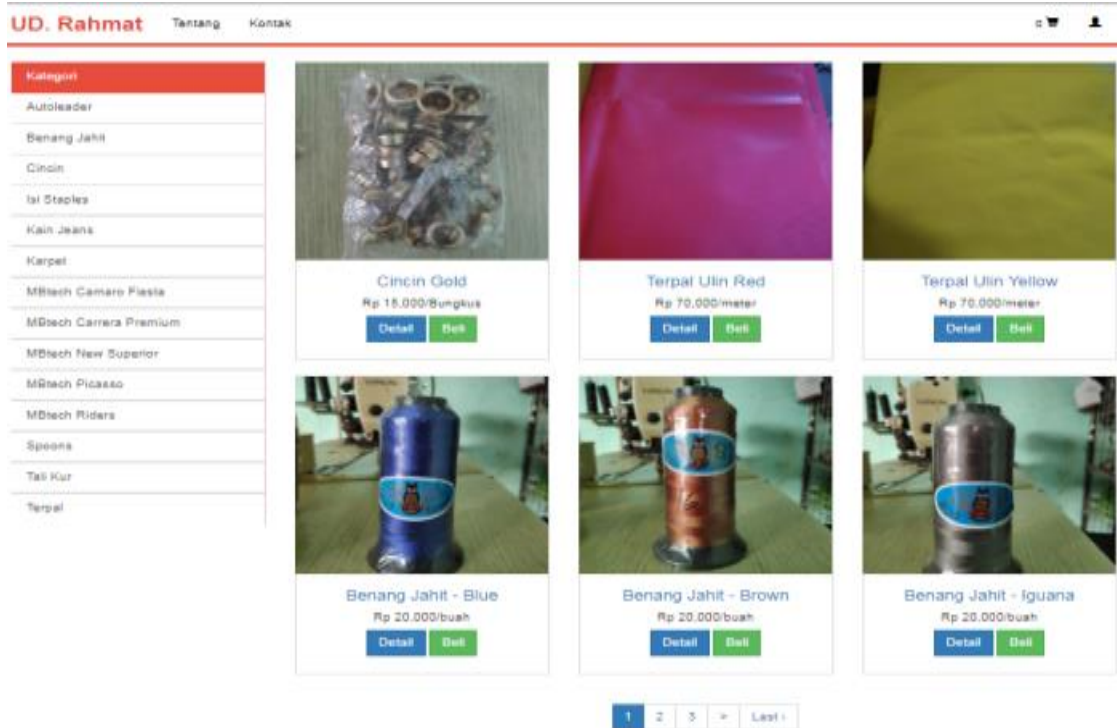 UD. Rahmat Tentang Kontak 0
Kategori
Autoleader
Benang Jahit
Cincin
Isi Staples
Kain Jeans
Karpet
MBtech Camaro Fiesta
MBtech Carrera Premium
MBtech New Superior
MBtech Picasso
MBtech Riders
Spoons
Tali Kur
Terpal
Cincin Gold
Rp 15.000/Bungkus
Detail Beli
Terpal Ulin Red
Rp 70.000/meter
Detail Beli
Terpal Ulin Yellow
Rp 70.000/meter
Detail Beli
Benang Jahit - Blue
Rp 20.000/buah
Detail Beli
Benang Jahit - Brown
Rp 20.000/buah
Detail Beli
Benang Jahit - Iguana
Rp 20.000/buah
Detail Beli
1 2 3 > Last ›